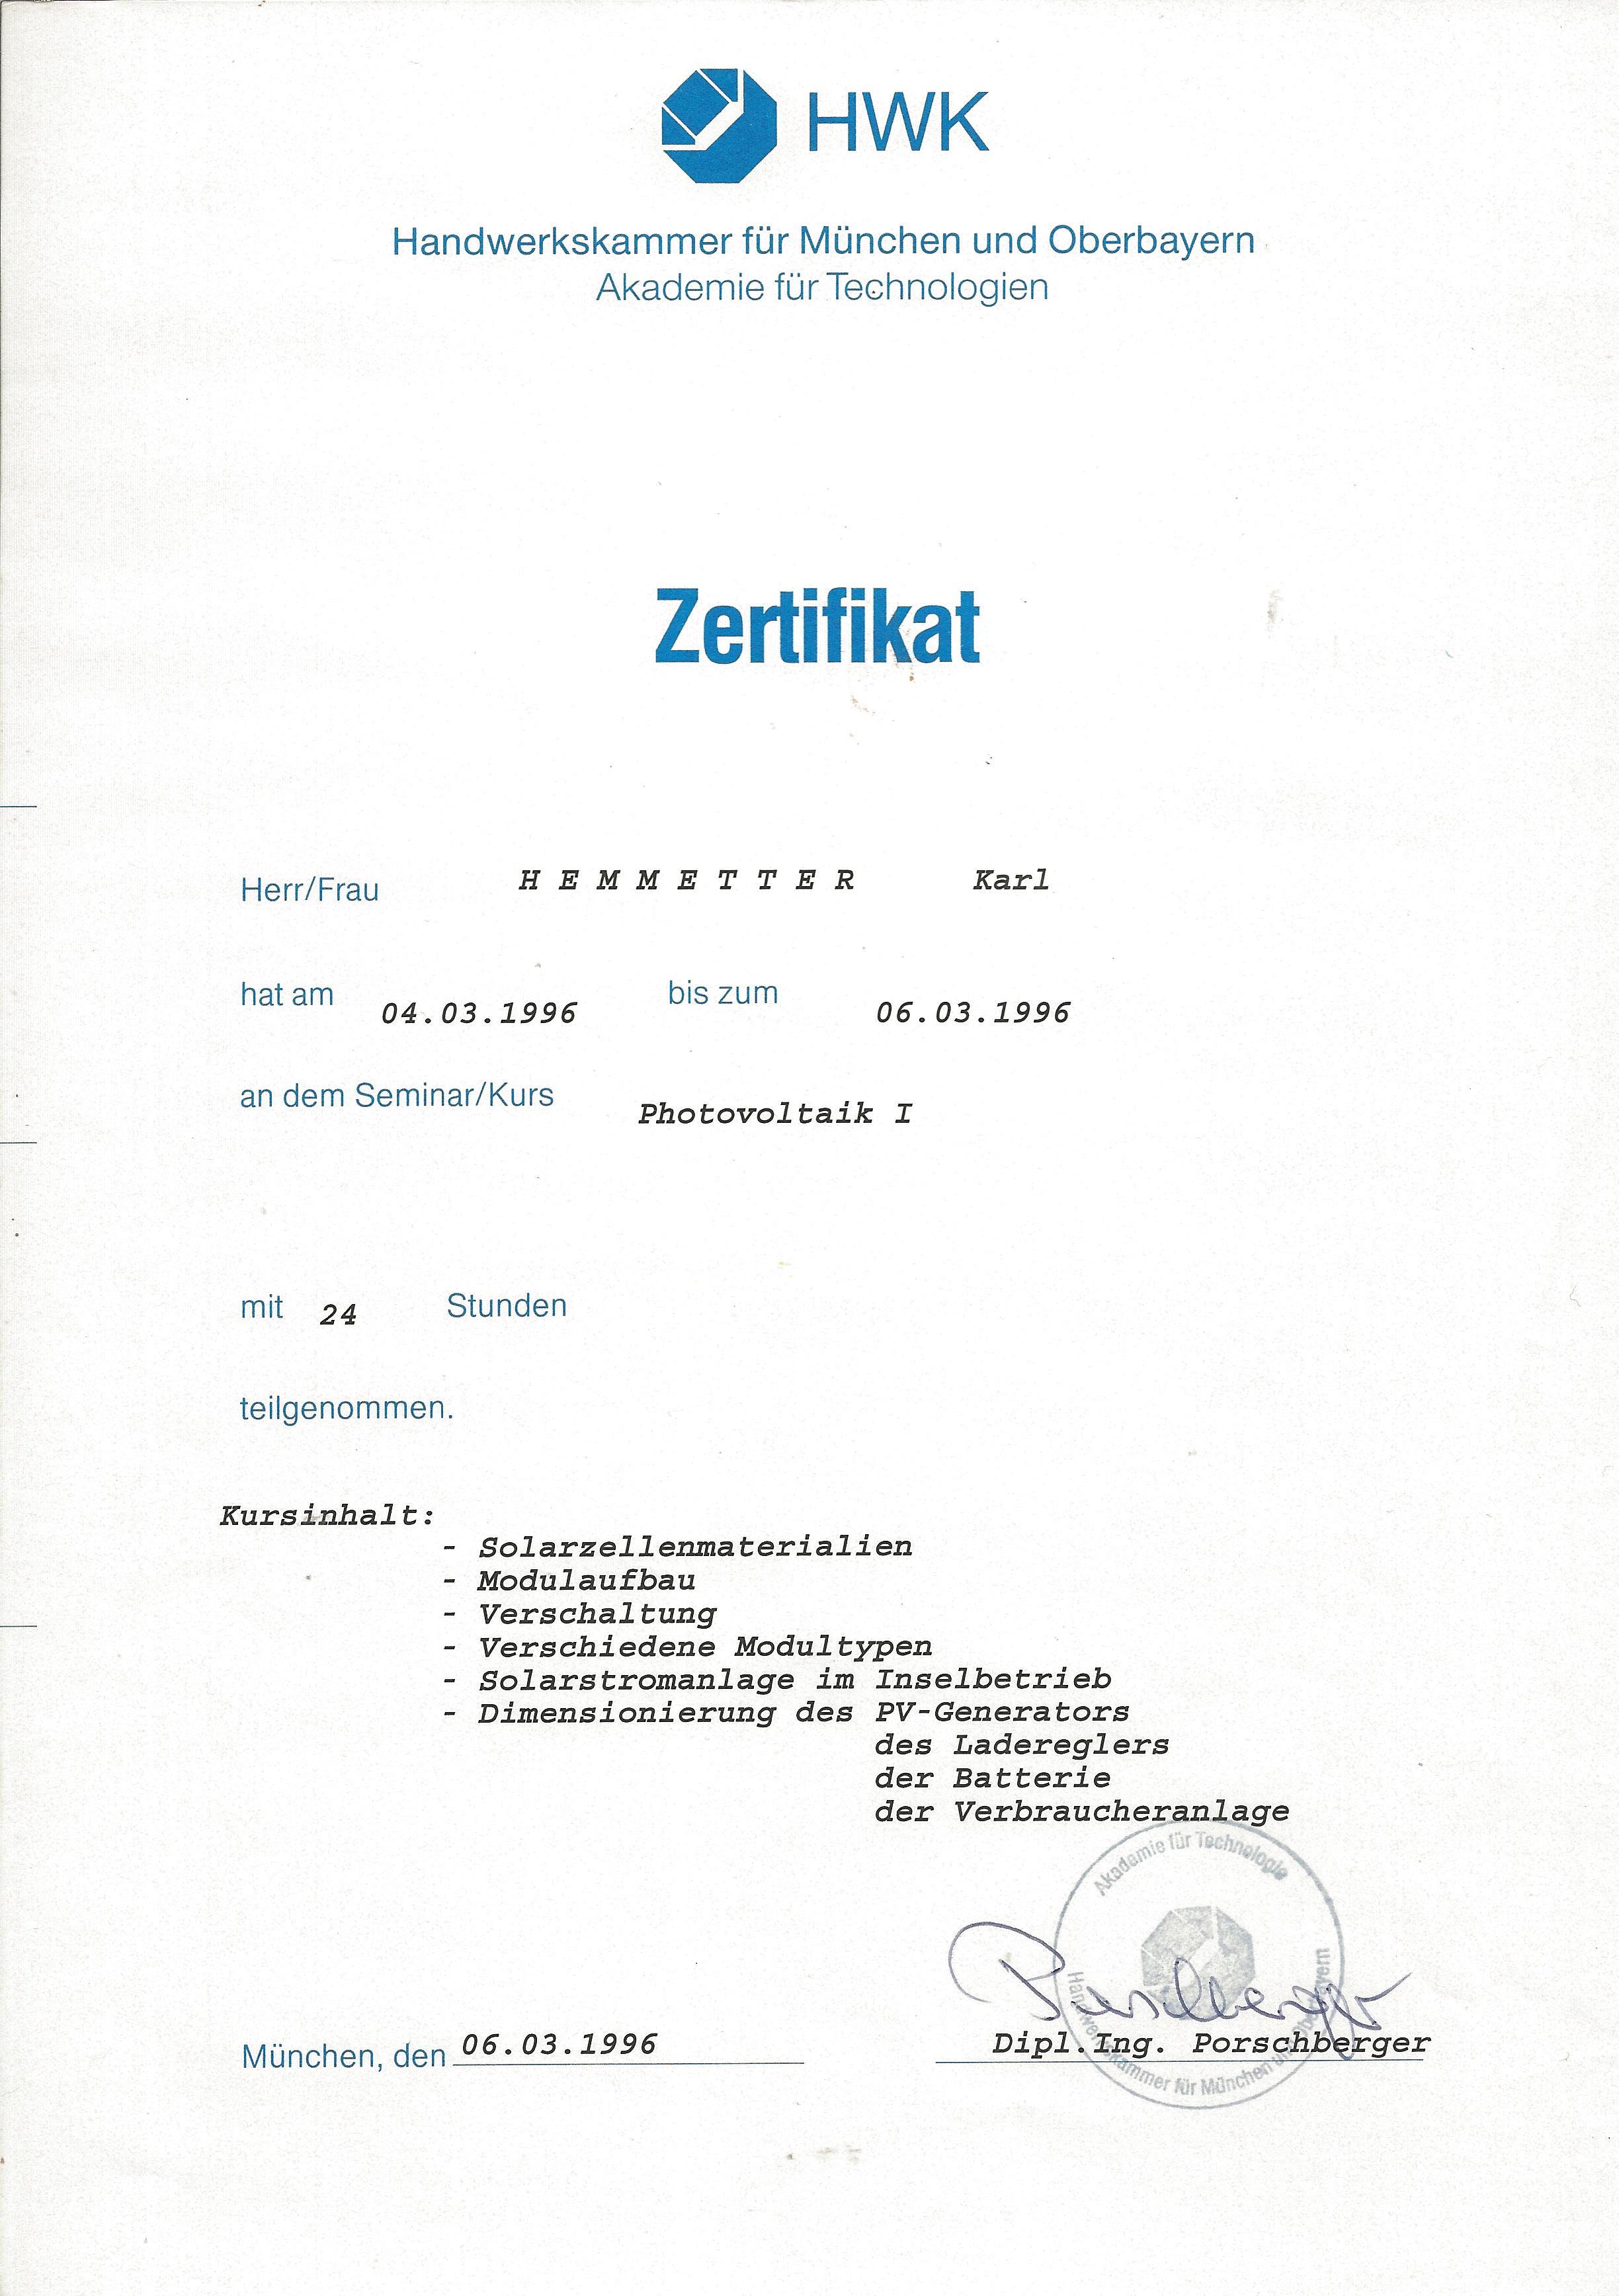 HWK
Handwerkskammer für München und Oberbayern
Akademie für Technologien
Zertifikat
Herr/Frau H E M M E T T E R Karl
hat am 04.03.1996 bis zum 06.03.1996
an dem Seminar/Kurs Photovoltaik I
mit 24 Stunden
teilgenommen.
Kursinhalt:
- Solarzellenmaterialien
- Modulaufbau
- Verschaltung
- Verschiedene Modultypen
- Solarstromanlage im Inselbetrieb
- Dimensionierung des PV-Generators
des Ladereglers
der Batterie
der Verbraucheranlage
Akademie für Technologie
Handwerkskammer für München und Oberbayern
München, den 06.03.1996
Dipl.Ing. Porschberger